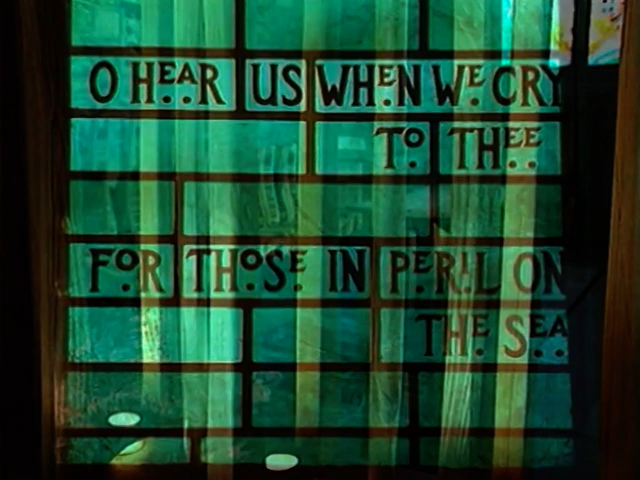 O HEAR US WHEN WE CRY
TO THEE
FOR THOSE IN PERIL ON
THE SEA